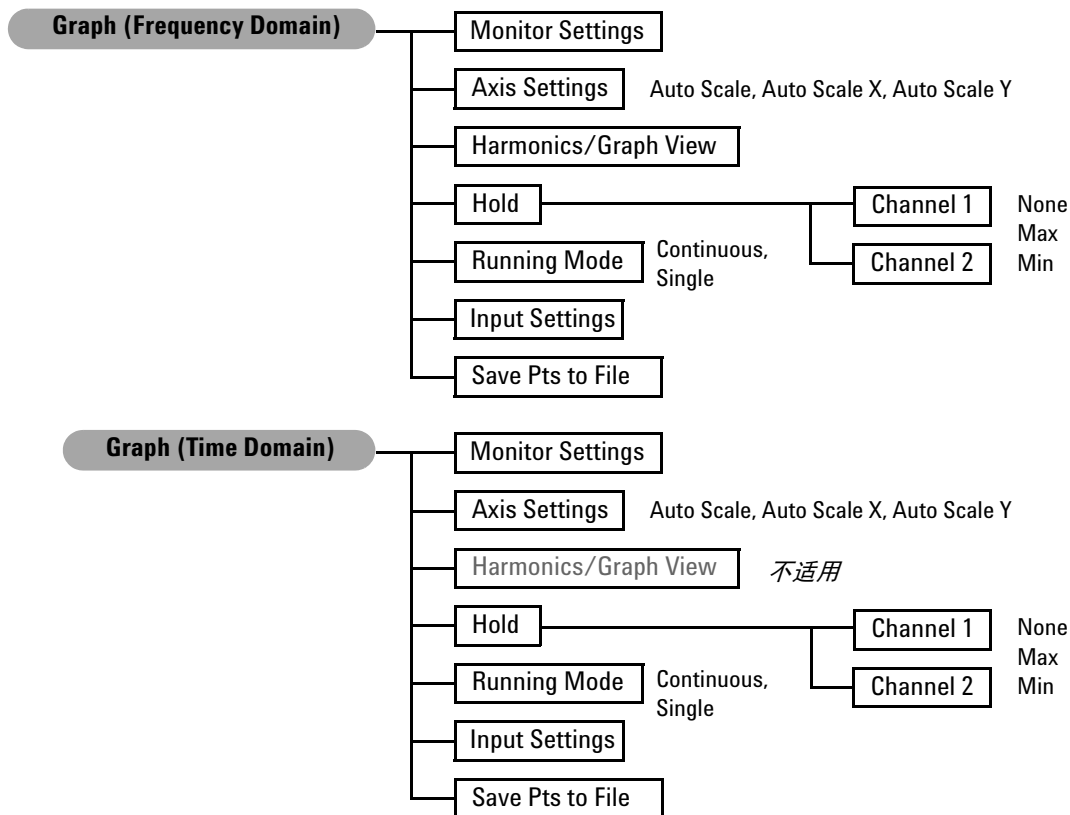 Graph (Frequency Domain)
Monitor Settings
Axis Settings
Auto Scale, Auto Scale X, Auto Scale Y
Harmonics/Graph View
Hold
Channel 1
None
Max
Min
Channel 2
Running Mode
Continuous,
Single
Input Settings
Save Pts to File
Graph (Time Domain)
Monitor Settings
Axis Settings
Auto Scale, Auto Scale X, Auto Scale Y
Harmonics/Graph View
不适用
Hold
Channel 1
None
Max
Min
Channel 2
Running Mode
Continuous,
Single
Input Settings
Save Pts to File